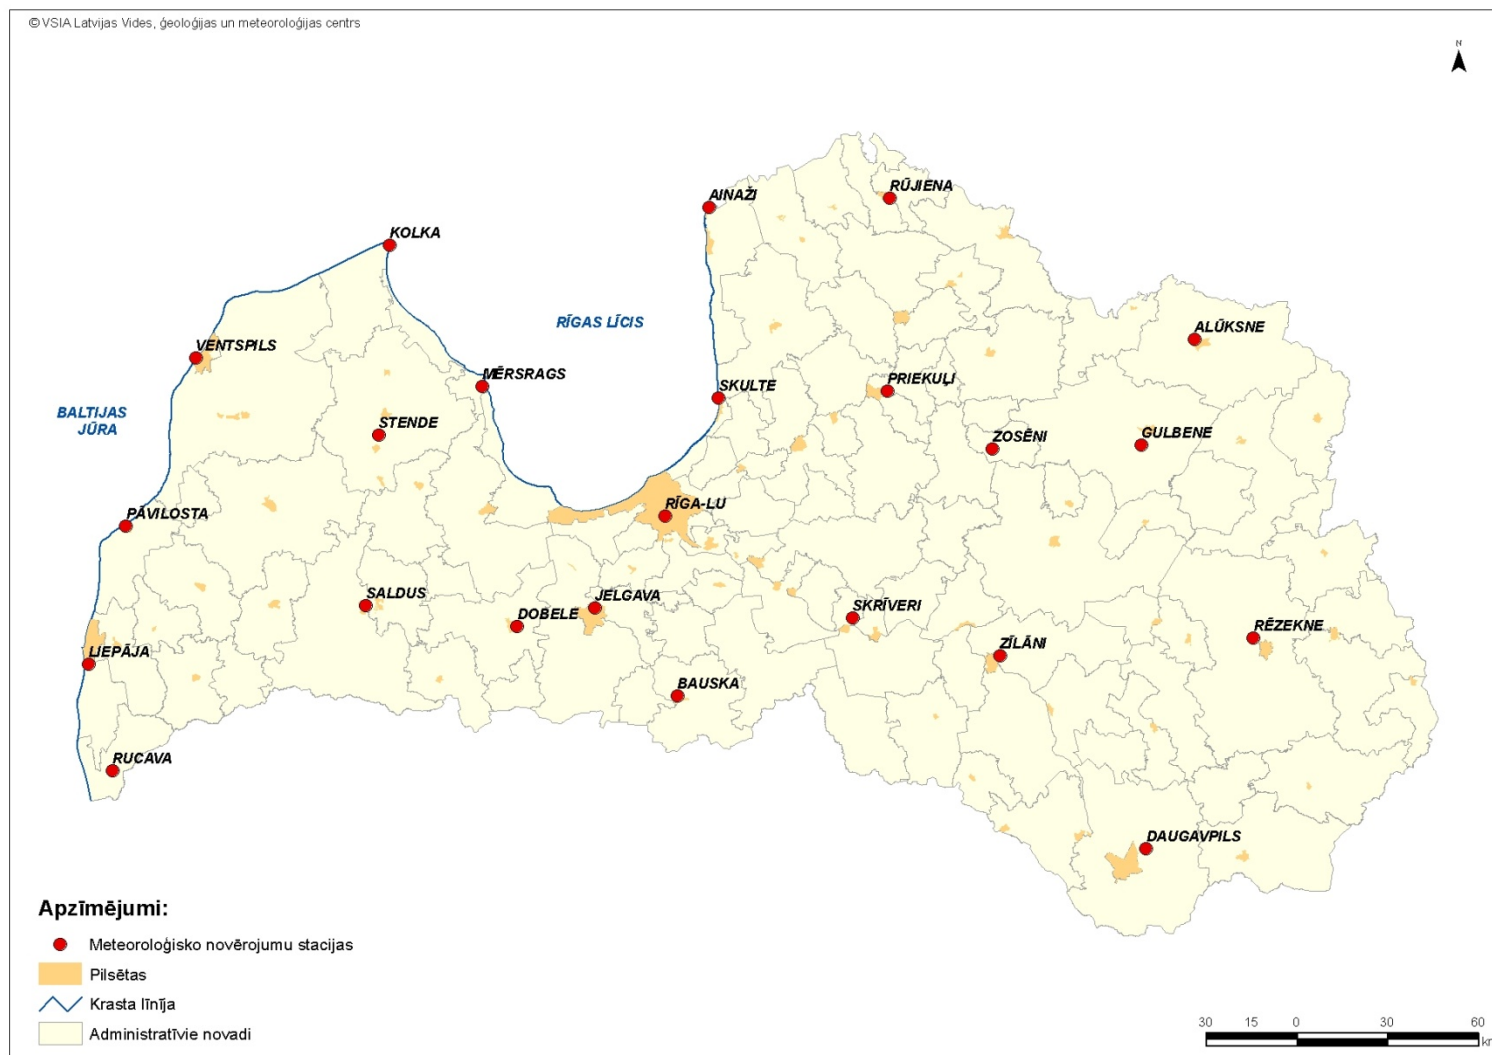 © VSIA Latvijas Vides, ģeoloģijas un meteoroloģijas centrs
N
AINAŽI
RŪJIENA
KOLKA
RĪGAS LĪCIS
VENTSPILS
ALŪKSNE
MĒRSRAGS
PRIEKUĻI
SKULTE
BALTIJAS
JŪRA
STENDE
ZOSĒNI
GULBENE
PĀVILOSTA
RĪGA-LU
SALDUS
DOBELE
JELGAVA
SKRĪVERI
RĒZEKNE
LIEPĀJA
ZĪLĀNI
BAUSKA
RUCAVA
DAUGAVPILS
Apzīmējumi:
Meteoroloģisko novērojumu stacijas
Pilsētas
Krasta līnīja
Administratīvie novadi
30 15 0 30 60
km